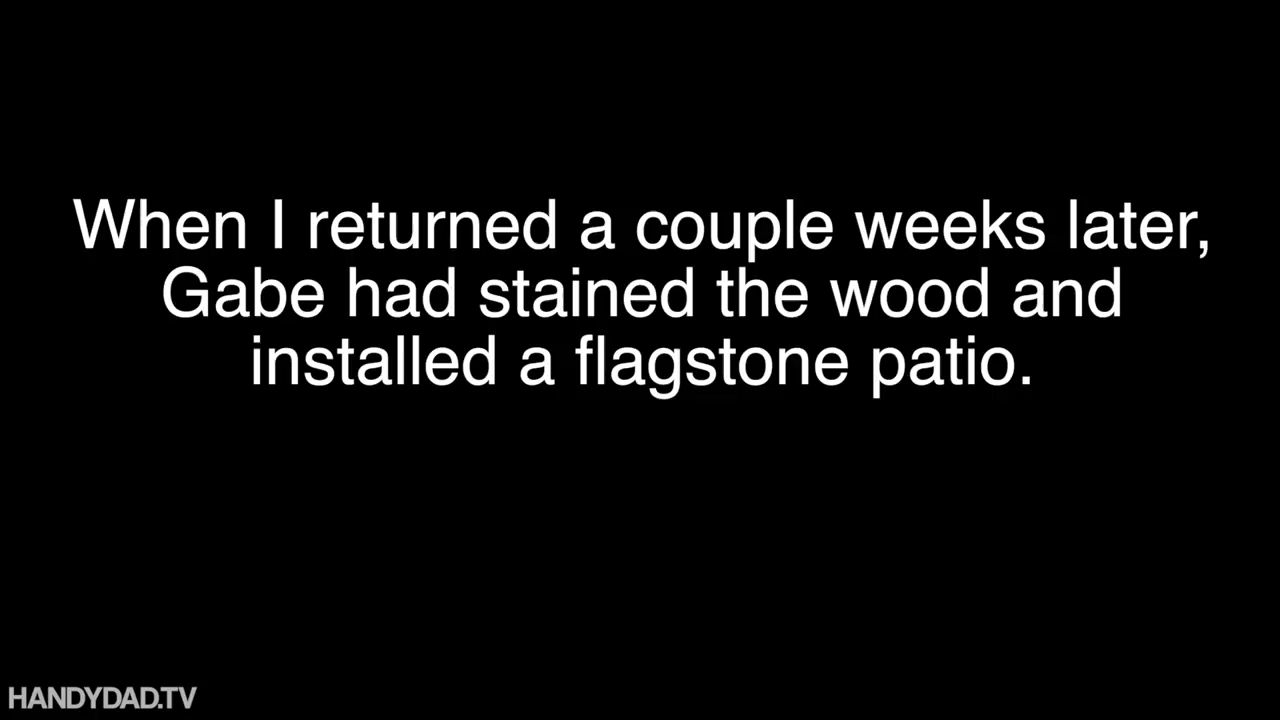 When I returned a couple weeks later,
Gabe had stained the wood and
installed a flagstone patio.
HANDYDAD.TV